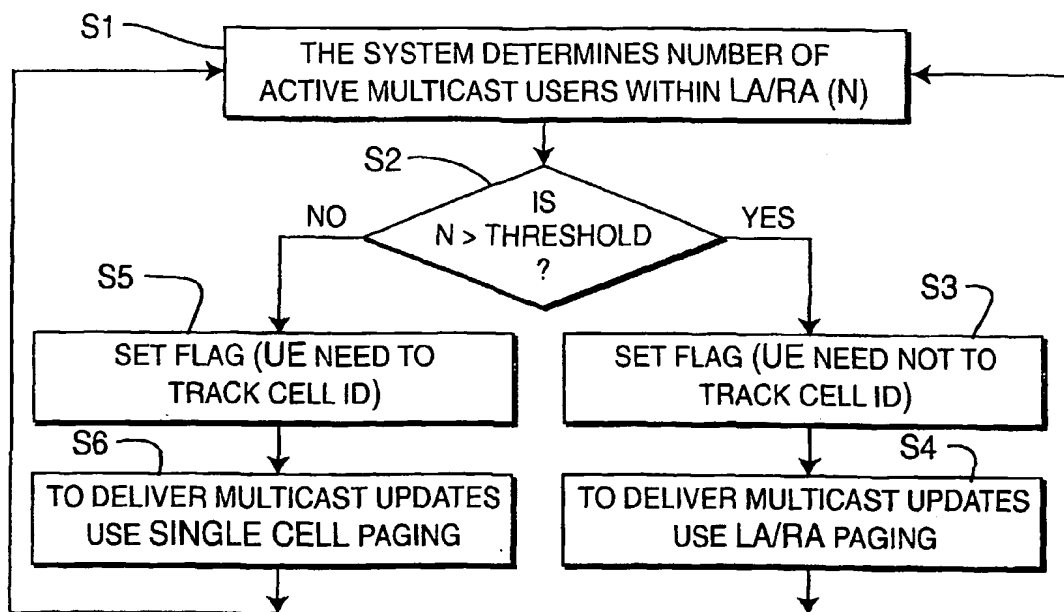 S1
THE SYSTEM DETERMINES NUMBER OF
ACTIVE MULTICAST USERS WITHIN LA/RA (N)
S2
IS
N > THRESHOLD
?
NO
YES
S5
SET FLAG (UE NEED TO
TRACK CELL ID)
S3
SET FLAG (UE NEED NOT TO
TRACK CELL ID)
S6
TO DELIVER MULTICAST UPDATES
USE SINGLE CELL PAGING
S4
TO DELIVER MULTICAST UPDATES
USE LA/RA PAGING